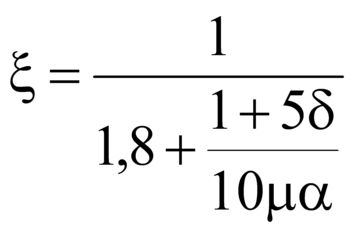 ξ = 1 / (1,8 + (1 + 5δ) / (10μα))